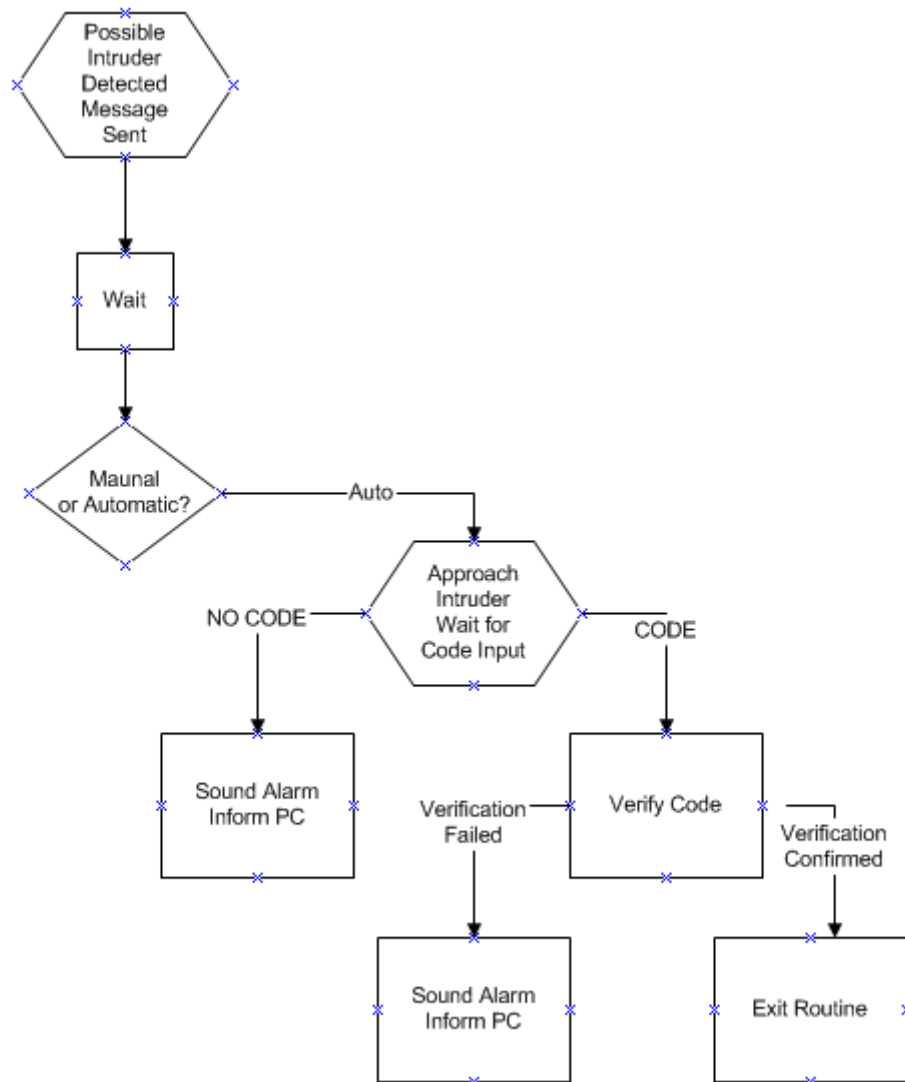 Possible
Intruder
Detected
Message
Sent
Wait
Maunal
or Automatic?
Auto
Approach
Intruder
Wait for
Code Input
NO CODE
CODE
Sound Alarm
Inform PC
Verify Code
Verification
Failed
Verification
Confirmed
Sound Alarm
Inform PC
Exit Routine